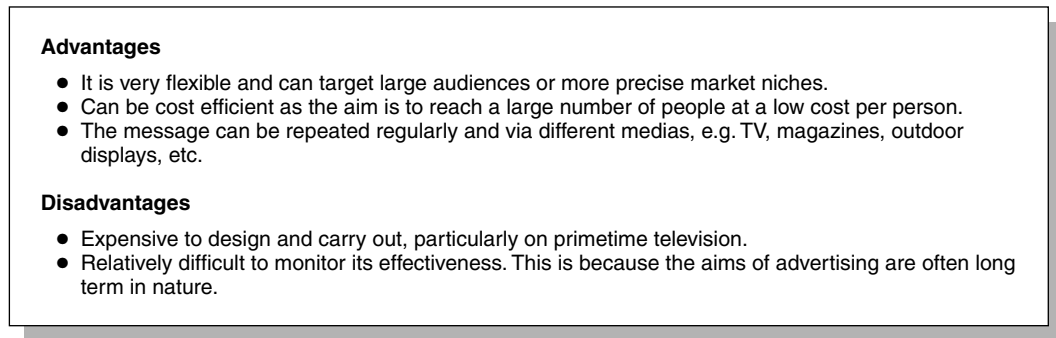 Advantages
● It is very flexible and can target large audiences or more precise market niches.
● Can be cost efficient as the aim is to reach a large number of people at a low cost per person.
● The message can be repeated regularly and via different medias, e.g. TV, magazines, outdoor
displays, etc.
Disadvantages
● Expensive to design and carry out, particularly on primetime television.
● Relatively difficult to monitor its effectiveness. This is because the aims of advertising are often long
term in nature.